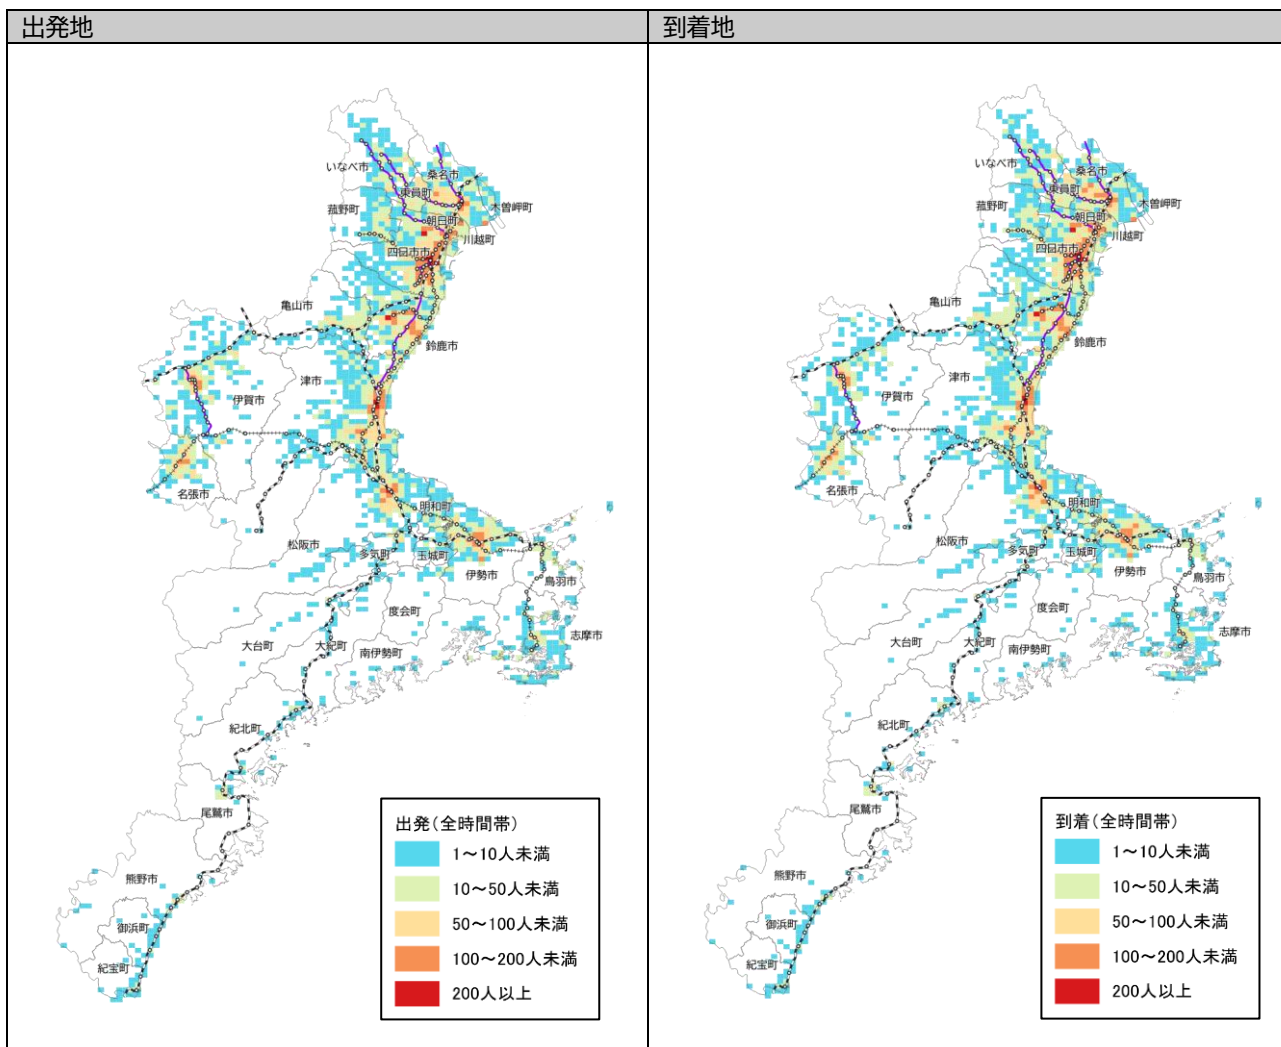 出発地
到着地
いなべ市
桑名市
東員町
木曽岬町
菰野町
朝日町
川越町
四日市市
亀山市
鈴鹿市
津市
伊賀市
名張市
明和町
松阪市
多気町
玉城町
伊勢市
鳥羽市
度会町
志摩市
大台町
大紀町
南伊勢町
紀北町
尾鷲市
熊野市
御浜町
紀宝町
出発(全時間帯)
1~10人未満
10~50人未満
50~100人未満
100~200人未満
200人以上
いなべ市
桑名市
東員町
木曽岬町
菰野町
朝日町
川越町
四日市市
亀山市
鈴鹿市
津市
伊賀市
名張市
明和町
松阪市
多気町
玉城町
伊勢市
鳥羽市
度会町
志摩市
大台町
大紀町
南伊勢町
紀北町
尾鷲市
熊野市
御浜町
紀宝町
到着(全時間帯)
1~10人未満
10~50人未満
50~100人未満
100~200人未満
200人以上